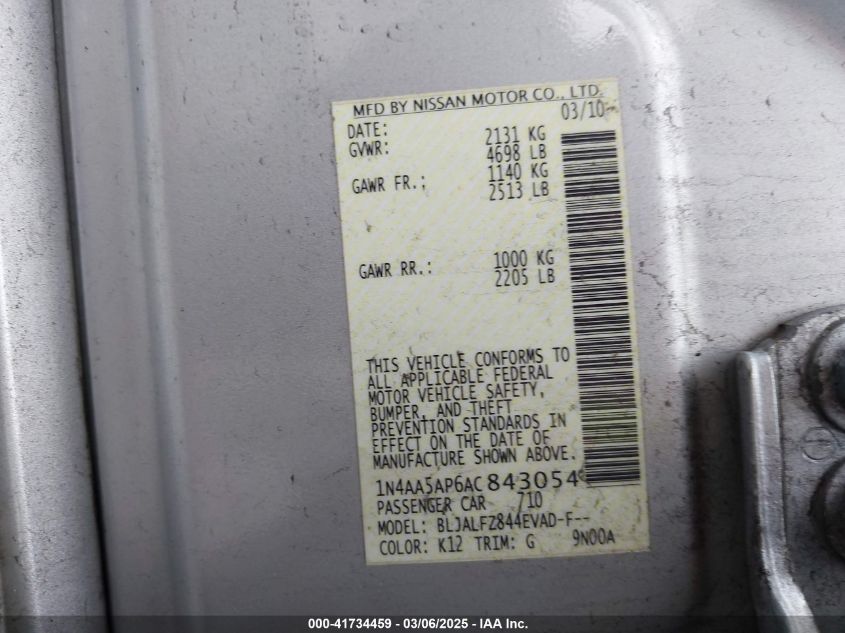 MFD BY NISSAN MOTOR CO., LTD.
DATE: 03/10
GVWR: 2131 KG
4698 LB
GAWR FR.: 1140 KG
2513 LB
GAWR RR.: 1000 KG
2205 LB
THIS VEHICLE CONFORMS TO
ALL APPLICABLE FEDERAL
MOTOR VEHICLE SAFETY,
BUMPER, AND THEFT
PREVENTION STANDARDS IN
EFFECT ON THE DATE OF
MANUFACTURE SHOWN ABOVE.
1N4AA5AP6AC843054
PASSENGER CAR 710
MODEL: BLJALFZ844EVAD-F--
COLOR: K12 TRIM: G 9N00A
000-41734459 - 03/06/2025 - IAA Inc.